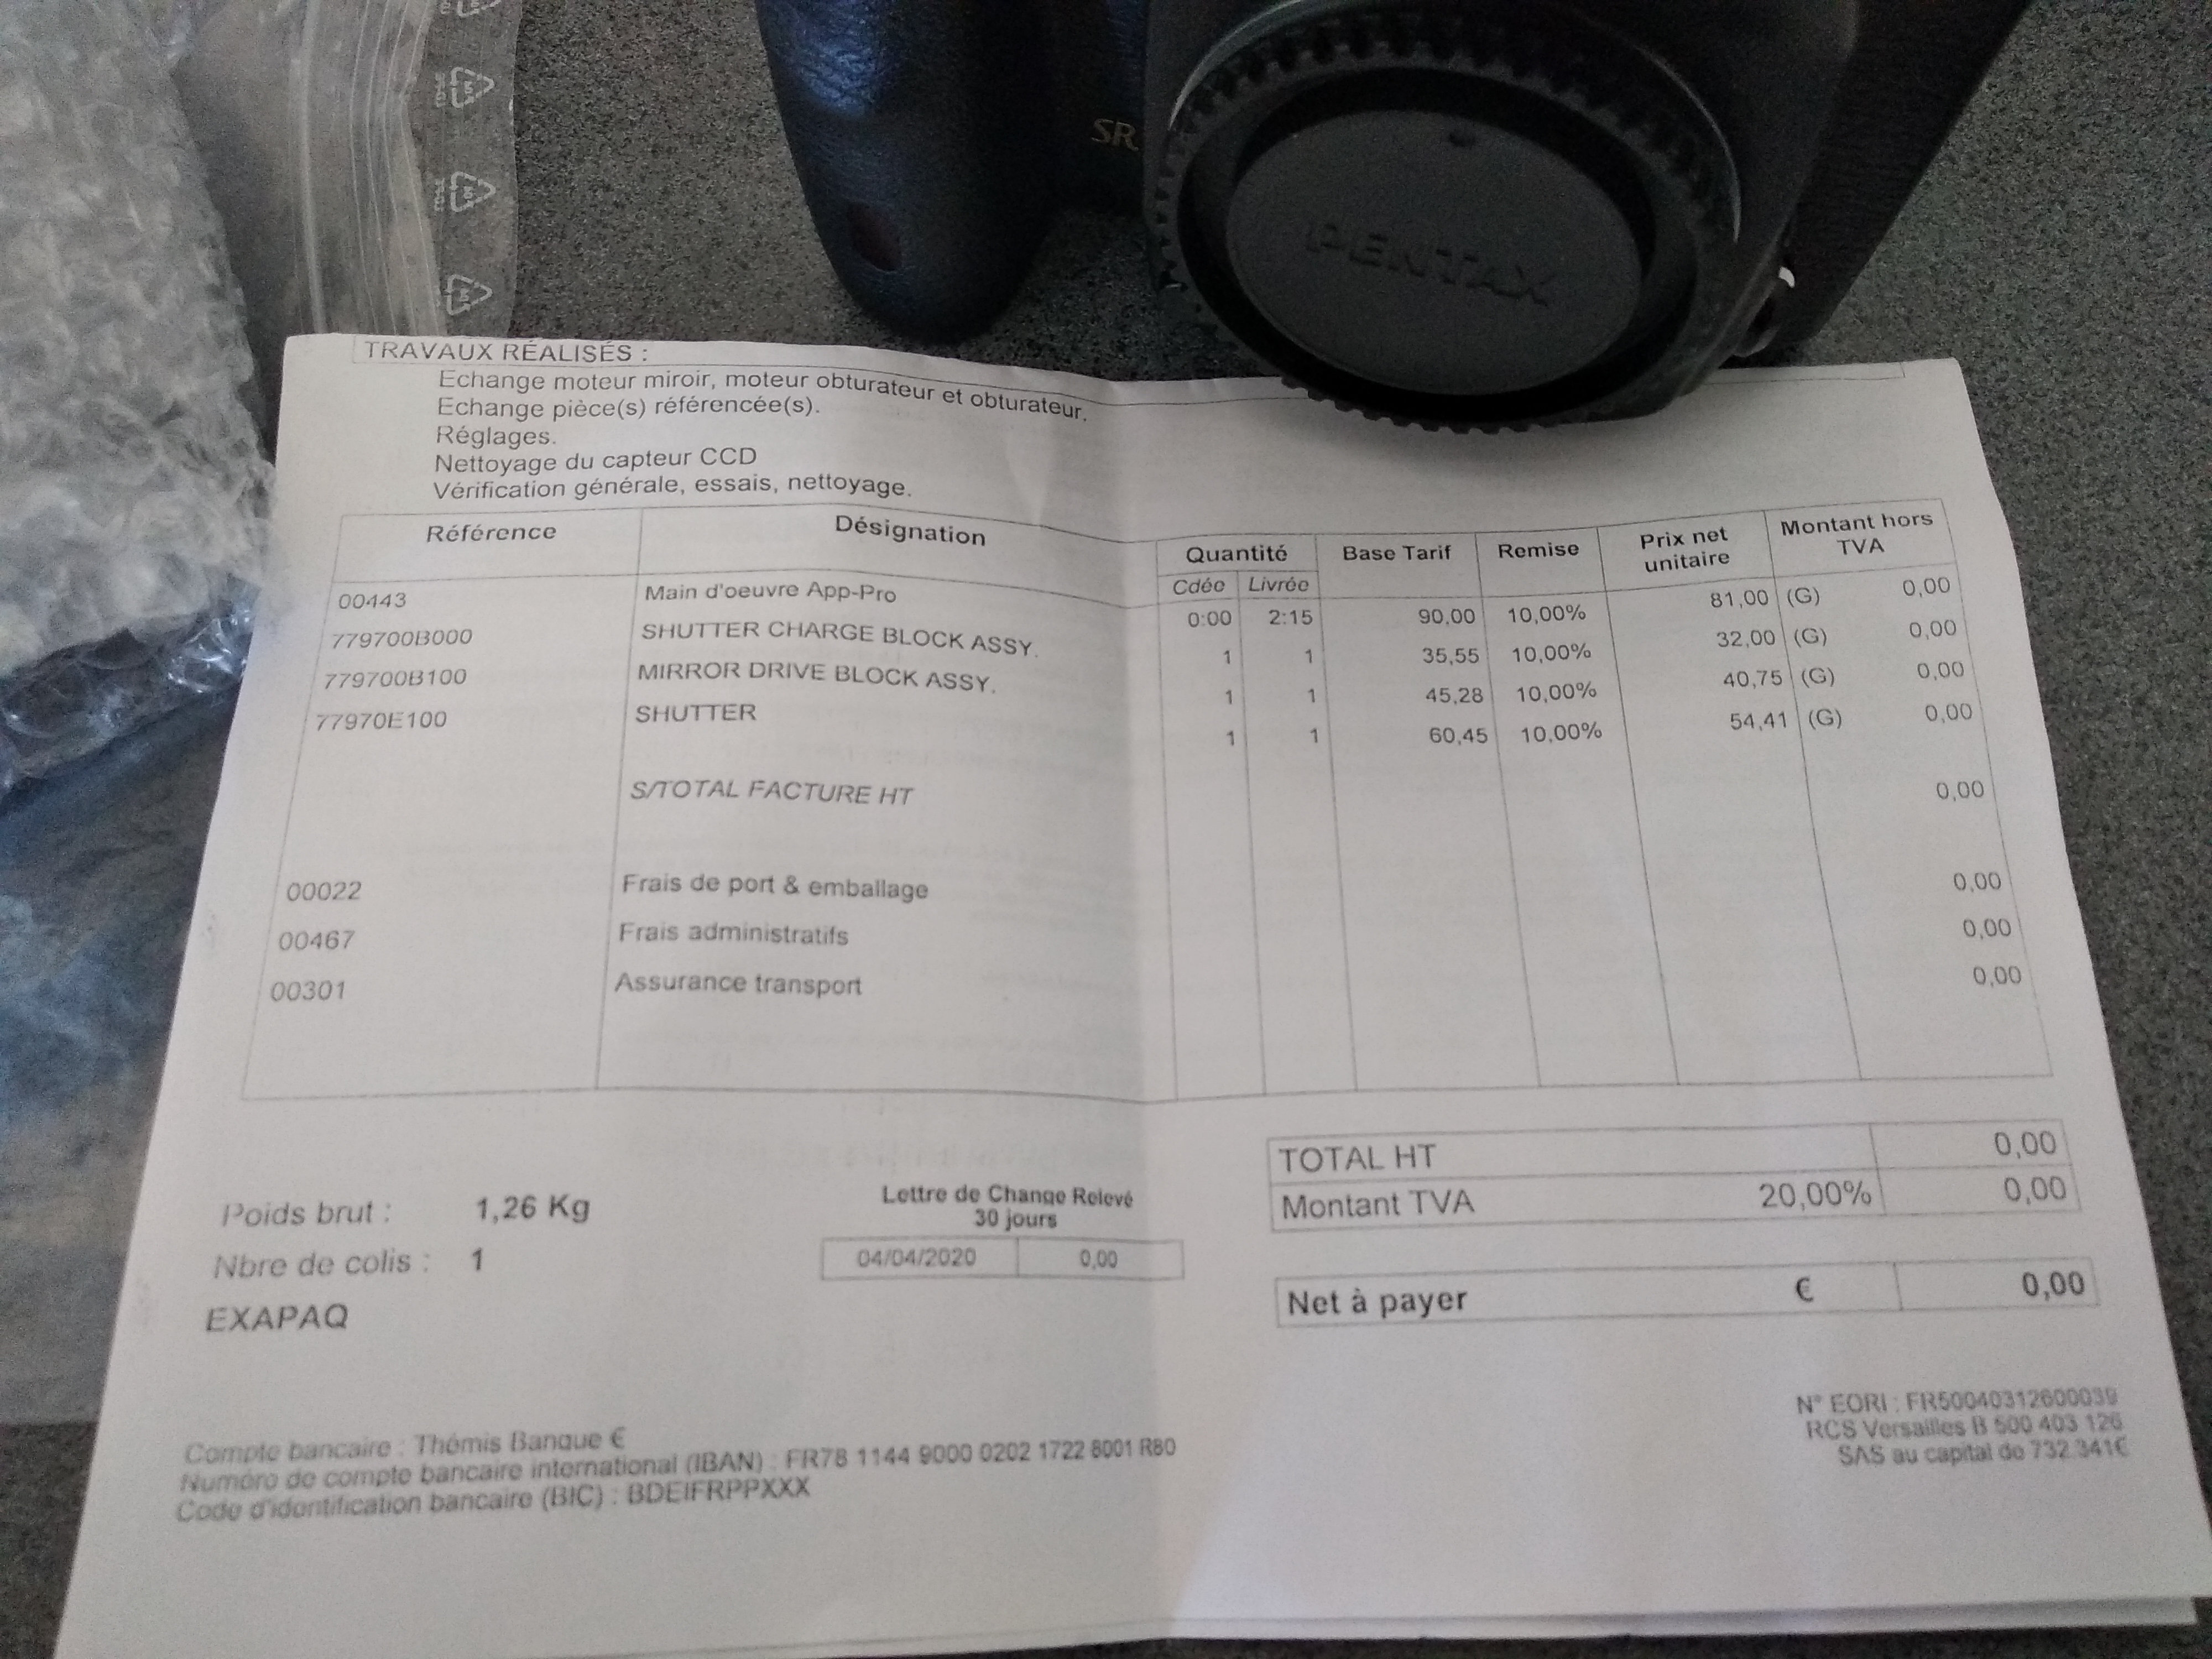 SR
PENTAX
TRAVAUX RÉALISÉS :
Echange moteur miroir, moteur obturateur et obturateur.
Echange pièce(s) référencée(s).
Réglages.
Nettoyage du capteur CCD
Vérification générale, essais, nettoyage.
Référence Désignation Quantité Base Tarif Remise Prix net unitaire Montant hors TVA
Cdée Livrée
00443 Main d'oeuvre App-Pro 0:00 2:15 90,00 10,00% 81,00 (G) 0,00
779700B000 SHUTTER CHARGE BLOCK ASSY. 1 1 35,55 10,00% 32,00 (G) 0,00
779700B100 MIRROR DRIVE BLOCK ASSY. 1 1 45,28 10,00% 40,75 (G) 0,00
77970E100 SHUTTER 1 1 60,45 10,00% 54,41 (G) 0,00
S/TOTAL FACTURE HT 0,00
00022 Frais de port & emballage 0,00
00467 Frais administratifs 0,00
00301 Assurance transport 0,00
TOTAL HT 0,00
Montant TVA 20,00% 0,00
Poids brut : 1,26 Kg
Nbre de colis : 1
EXAPAQ
Lettre de Change Relevé
30 jours
04/04/2020 0,00
Net à payer € 0,00
Compte bancaire : Thémis Banque €
Numéro de compte bancaire international (IBAN) : FR78 1144 9000 0202 1722 8001 R80
Code d'identification bancaire (BIC) : BDEIFRPPXXX
N° EORI : FR50040312600039
RCS Versailles B 500 403 126
SAS au capital de 732.341€